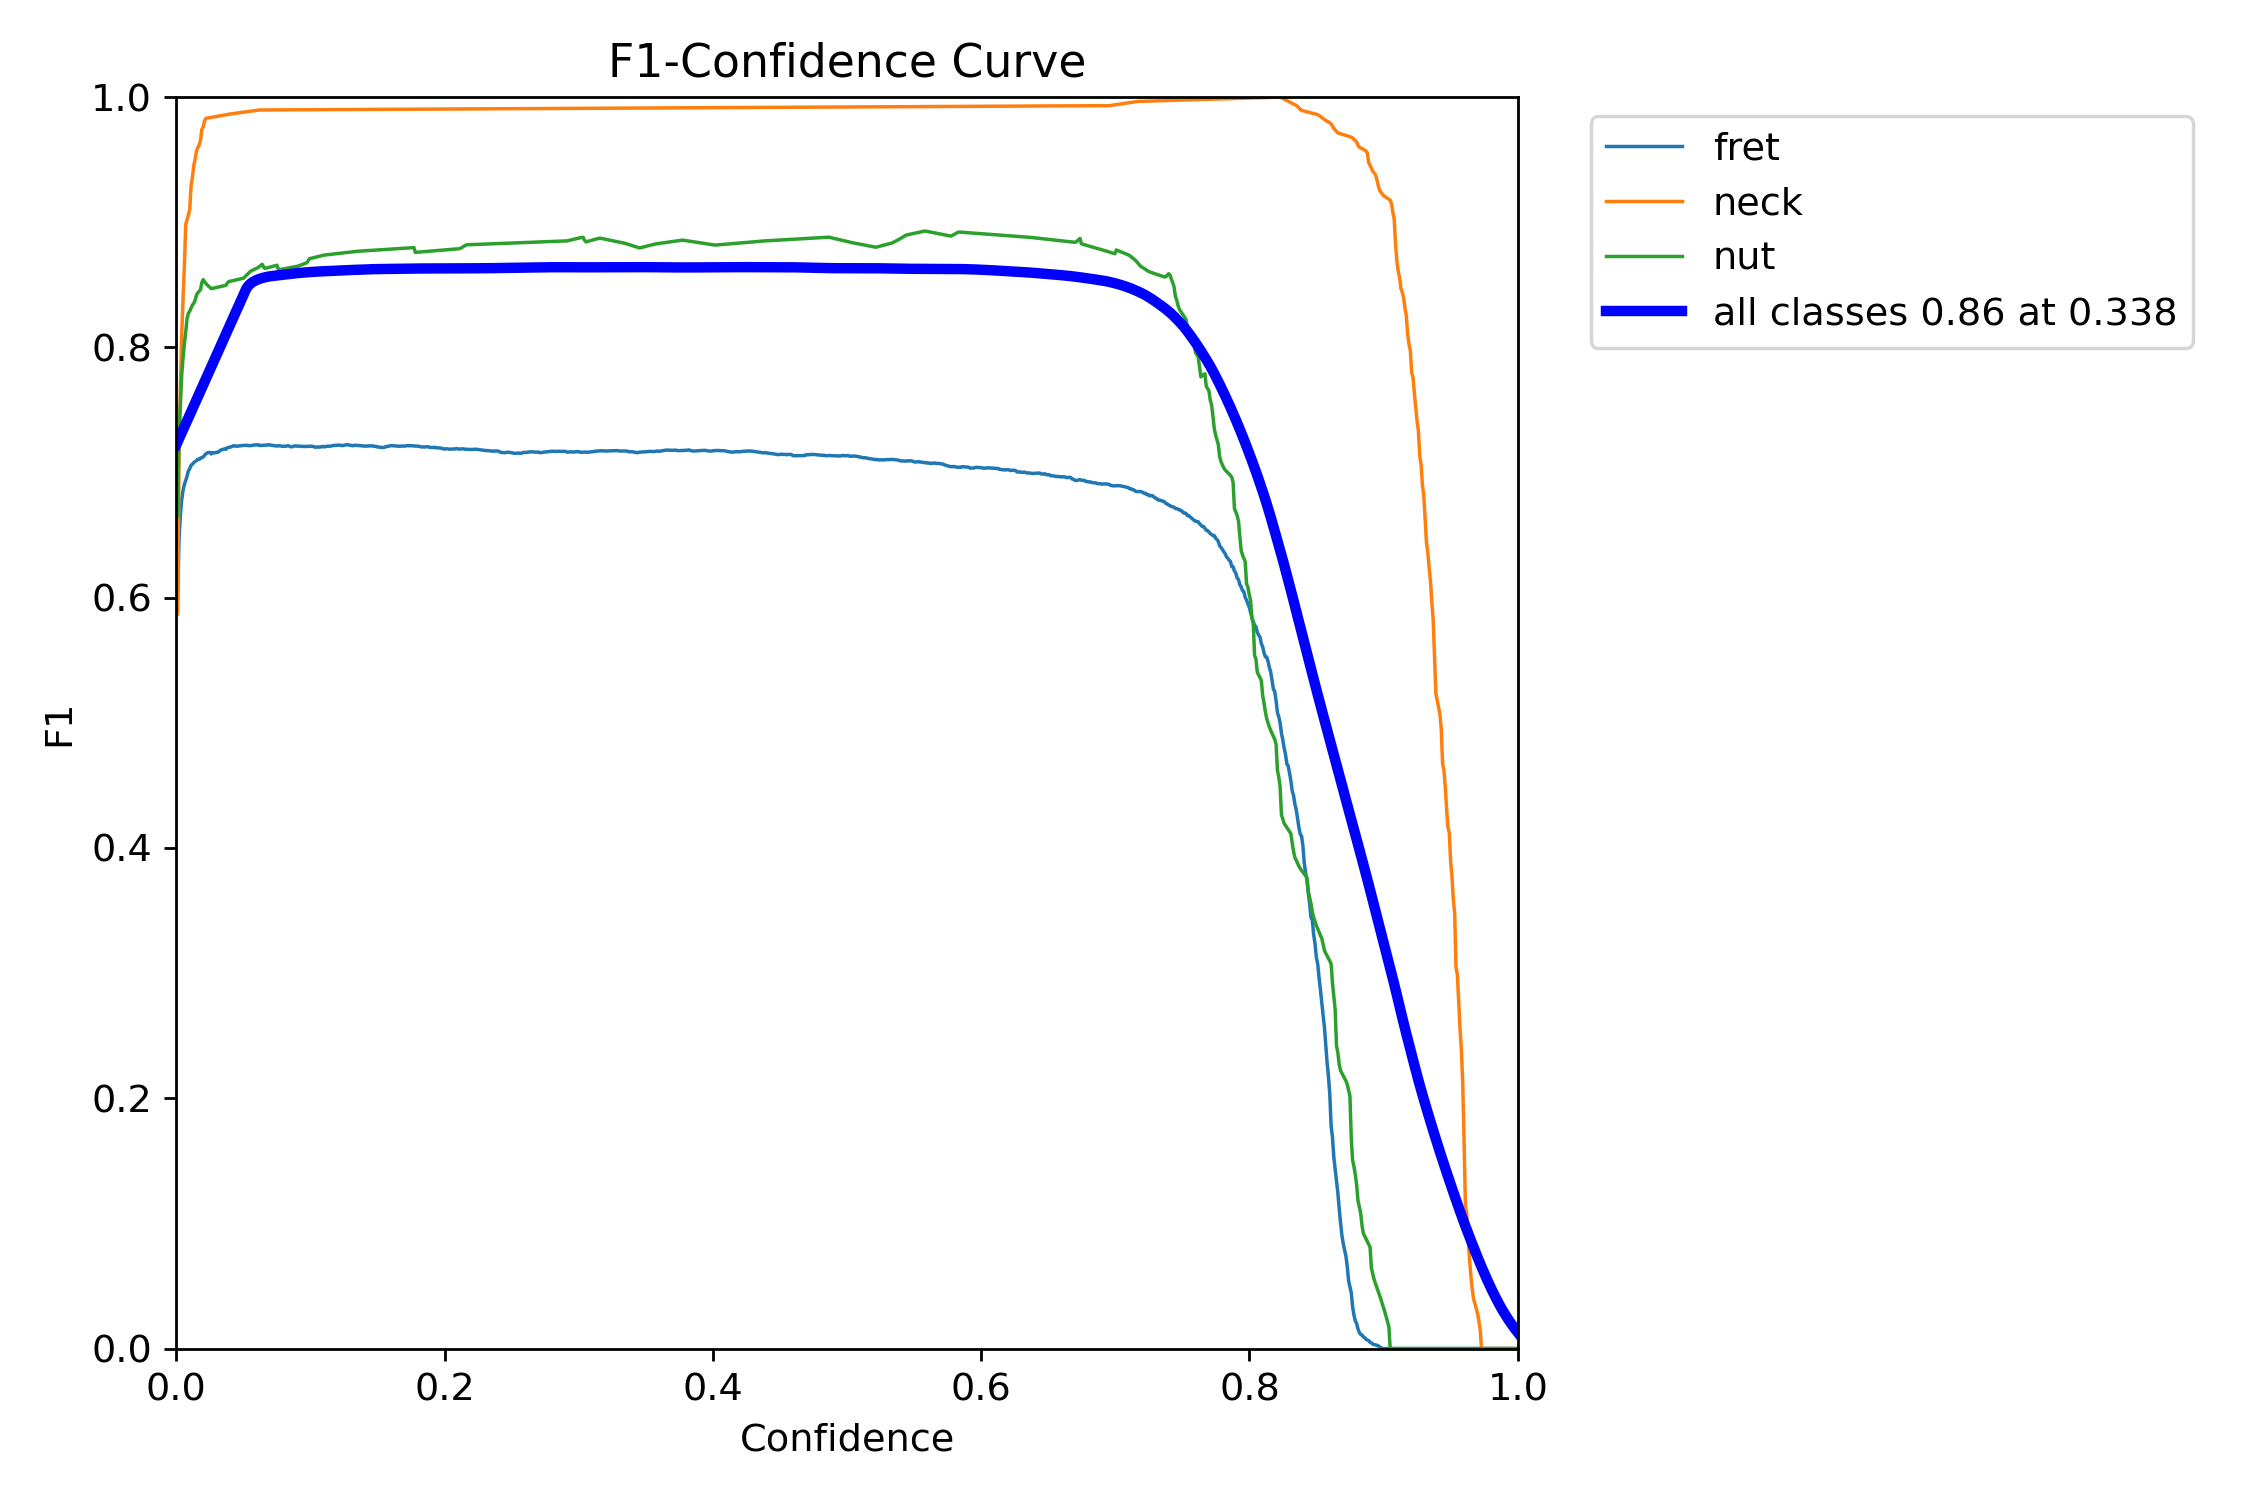 F1-Confidence Curve
1.0
0.8
0.6
0.4
0.2
0.0
F1
0.0 0.2 0.4 0.6 0.8 1.0
Confidence
fret
neck
nut
all classes 0.86 at 0.338